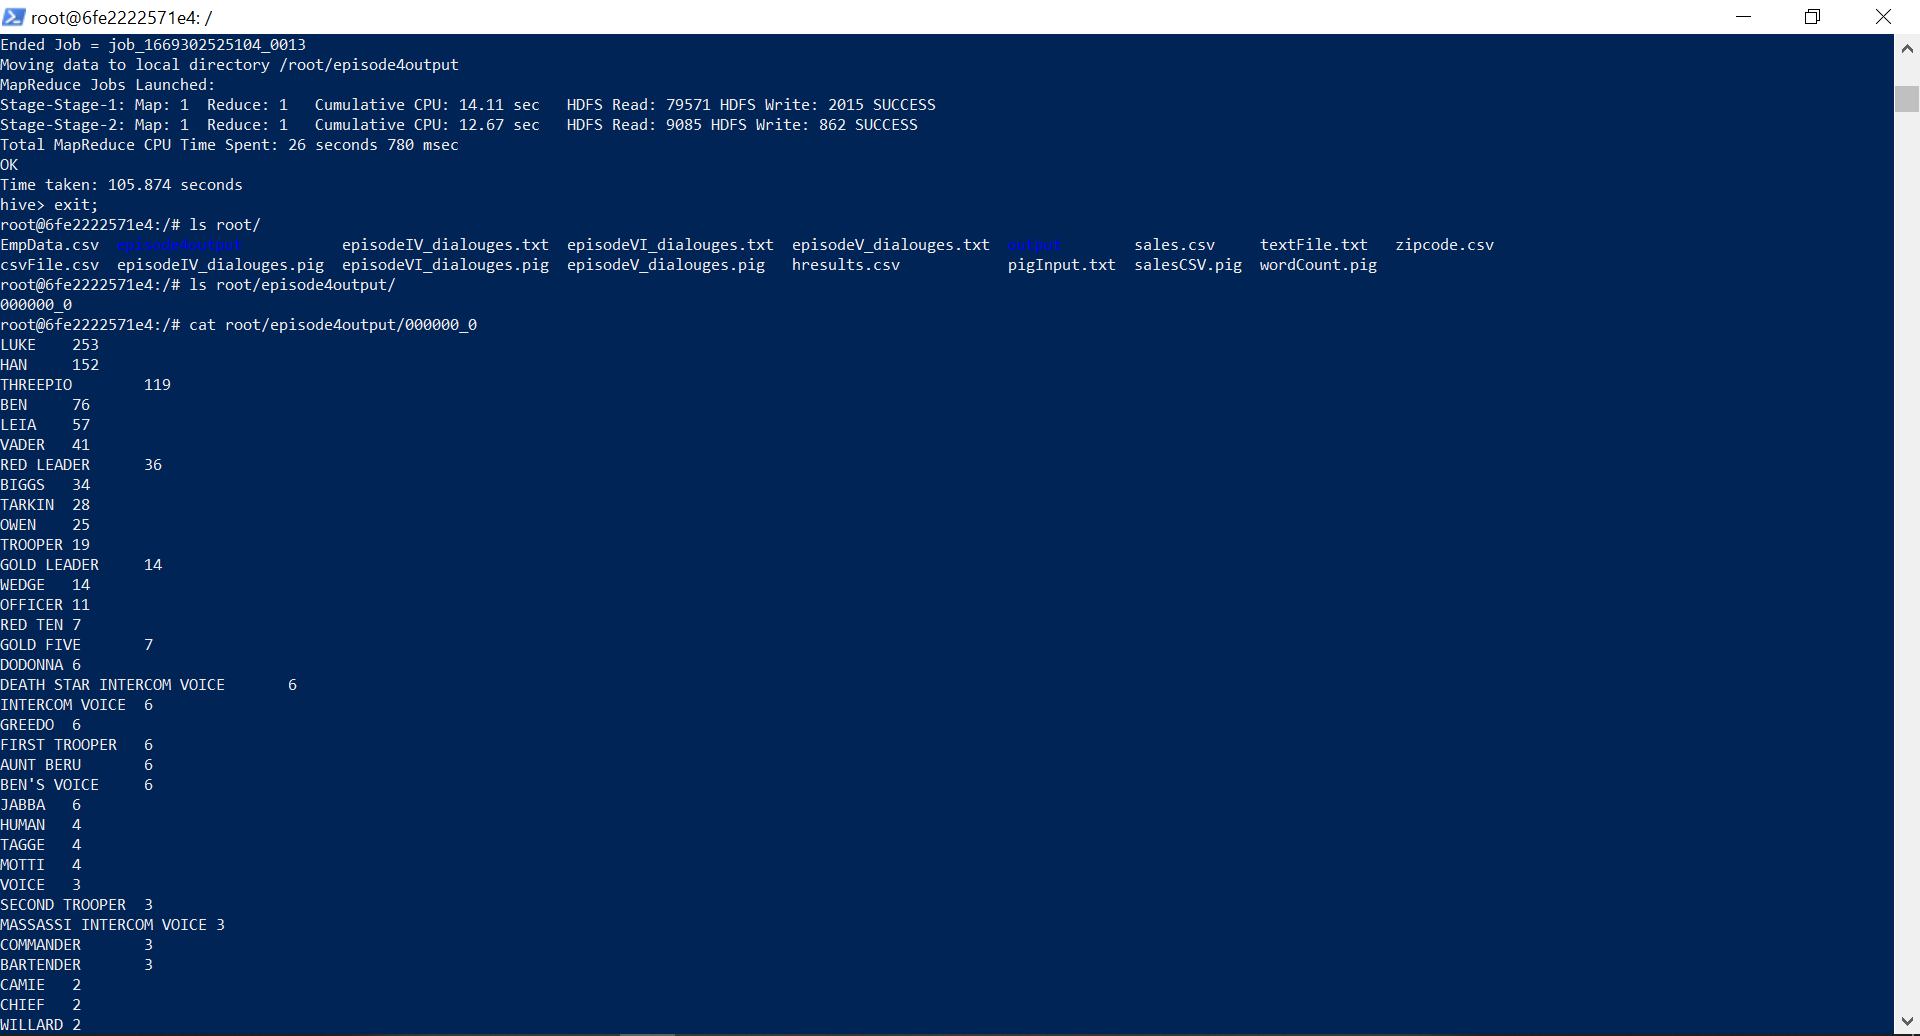 root@6fe2222571e4: /
Ended Job = job_1669302525104_0013
Moving data to local directory /root/episode4output
MapReduce Jobs Launched:
Stage-Stage-1: Map: 1  Reduce: 1   Cumulative CPU: 14.11 sec   HDFS Read: 79571 HDFS Write: 2015 SUCCESS
Stage-Stage-2: Map: 1  Reduce: 1   Cumulative CPU: 12.67 sec   HDFS Read: 9085 HDFS Write: 862 SUCCESS
Total MapReduce CPU Time Spent: 26 seconds 780 msec
OK
Time taken: 105.874 seconds
hive> exit;
root@6fe2222571e4:/# ls root/
EmpData.csv  episode4output           episodeIV_dialouges.txt  episodeVI_dialouges.txt  episodeV_dialouges.txt  output        sales.csv     textFile.txt   zipcode.csv
csvFile.csv  episodeIV_dialouges.pig  episodeVI_dialouges.pig  episodeV_dialouges.pig   hresults.csv            pigInput.txt  salesCSV.pig  wordCount.pig
root@6fe2222571e4:/# ls root/episode4output/
000000_0
root@6fe2222571e4:/# cat root/episode4output/000000_0
LUKE    253
HAN     152
THREEPIO        119
BEN     76
LEIA    57
VADER   41
RED LEADER      36
BIGGS   34
TARKIN  28
OWEN    25
TROOPER 19
GOLD LEADER     14
WEDGE   14
OFFICER 11
RED TEN 7
GOLD FIVE       7
DODONNA 6
DEATH STAR INTERCOM VOICE       6
INTERCOM VOICE  6
GREEDO  6
FIRST TROOPER   6
AUNT BERU       6
BEN'S VOICE     6
JABBA   6
HUMAN   4
TAGGE   4
MOTTI   4
VOICE   3
SECOND TROOPER  3
MASSASSI INTERCOM VOICE 3
COMMANDER       3
BARTENDER       3
CAMIE   2
CHIEF   2
WILLARD 2